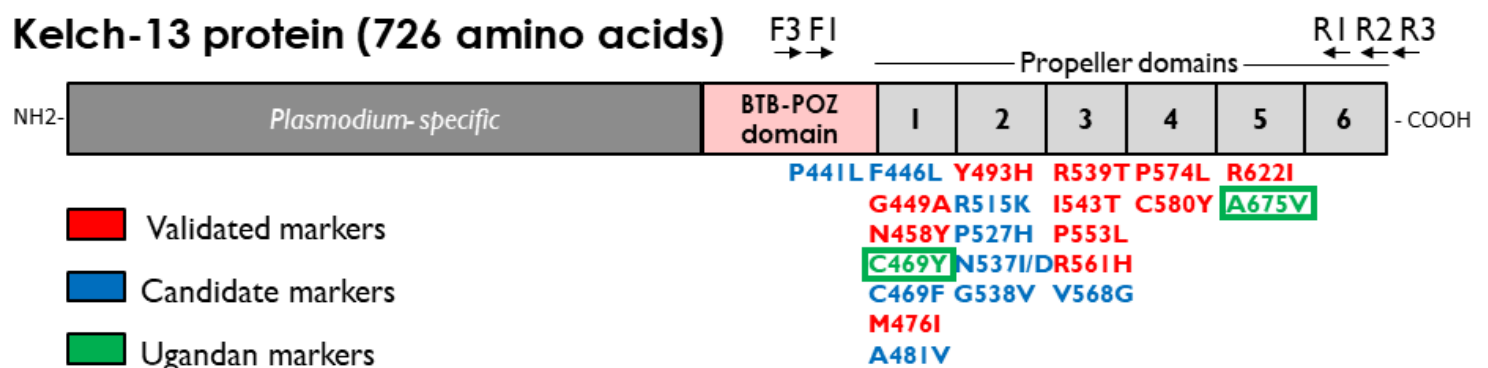 Kelch-13 protein (726 amino acids) F3 F1 R1 R2 R3
Propeller domains
NH2- Plasmodium-specific BTB-POZ domain 1 2 3 4 5 6 - COOH
P441L F446L Y493H R539T P574L R622I
G449A R515K I543T C580Y A675V
N458Y P527H P553L
C469Y N537I/D R561H
C469F G538V V568G
M476I
A481V
Validated markers
Candidate markers
Ugandan markers